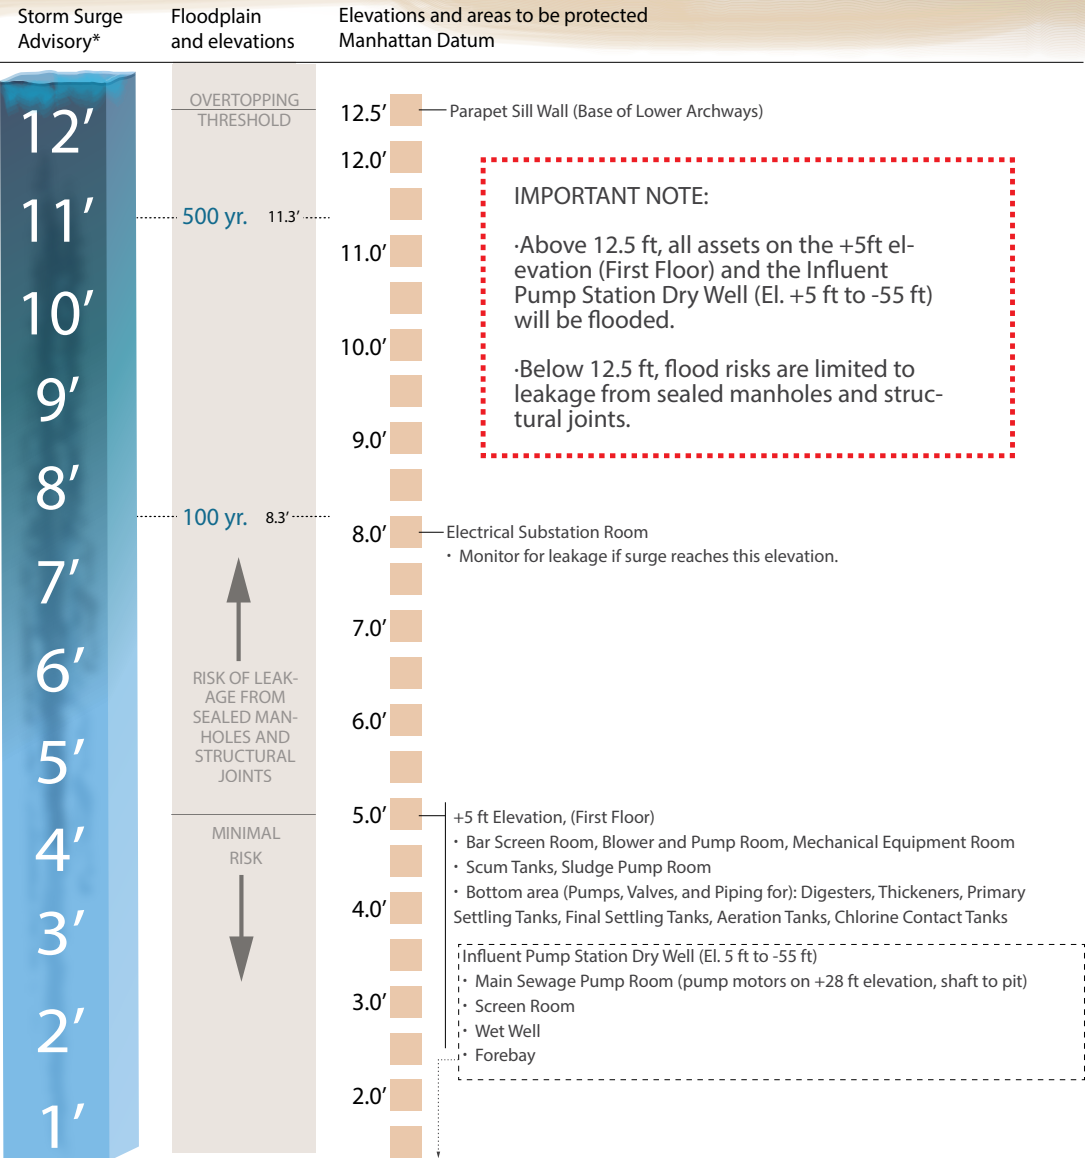 Storm Surge
Advisory*
Floodplain
and elevations
Elevations and areas to be protected
Manhattan Datum
12′
11′
10′
9′
8′
7′
6′
5′
4′
3′
2′
1′
OVERTOPPING
THRESHOLD
500 yr. 11.3′
100 yr. 8.3′
RISK OF LEAK-
AGE FROM
SEALED MAN-
HOLES AND
STRUCTURAL
JOINTS
MINIMAL
RISK
12.5′ Parapet Sill Wall (Base of Lower Archways)
12.0′
11.0′
10.0′
9.0′
8.0′ Electrical Substation Room
· Monitor for leakage if surge reaches this elevation.
7.0′
6.0′
5.0′ +5 ft Elevation, (First Floor)
· Bar Screen Room, Blower and Pump Room, Mechanical Equipment Room
· Scum Tanks, Sludge Pump Room
· Bottom area (Pumps, Valves, and Piping for): Digesters, Thickeners, Primary
4.0′ Settling Tanks, Final Settling Tanks, Aeration Tanks, Chlorine Contact Tanks
Influent Pump Station Dry Well (El. 5 ft to -55 ft)
· Main Sewage Pump Room (pump motors on +28 ft elevation, shaft to pit)
3.0′ · Screen Room
· Wet Well
· Forebay
2.0′
IMPORTANT NOTE:
·Above 12.5 ft, all assets on the +5ft el-
evation (First Floor) and the Influent
Pump Station Dry Well (El. +5 ft to -55 ft)
will be flooded.
·Below 12.5 ft, flood risks are limited to
leakage from sealed manholes and struc-
tural joints.